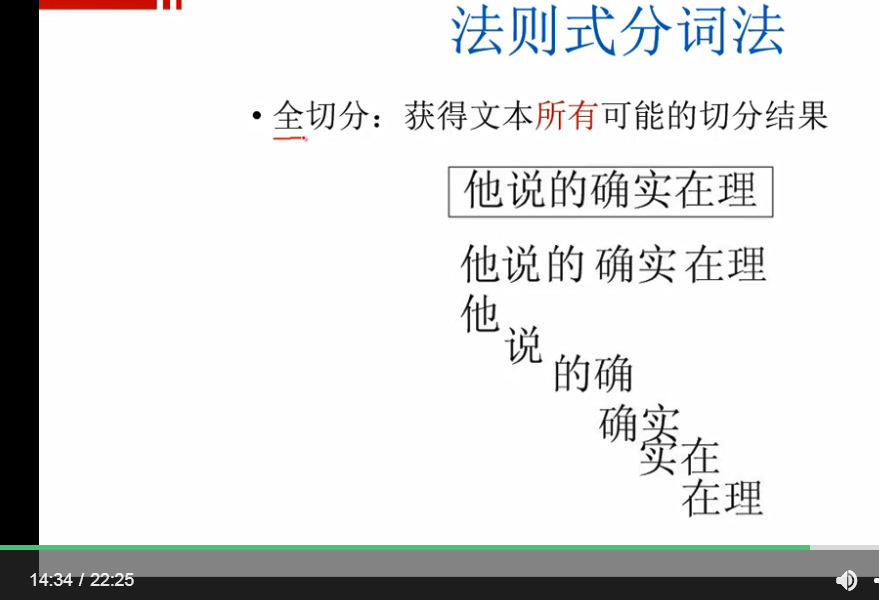 法则式分词法
• 全切分：获得文本所有可能的切分结果
他说的确实在理
他说的 确实 在理
他
说
的确
确实
实在
在理
14:34 / 22:25